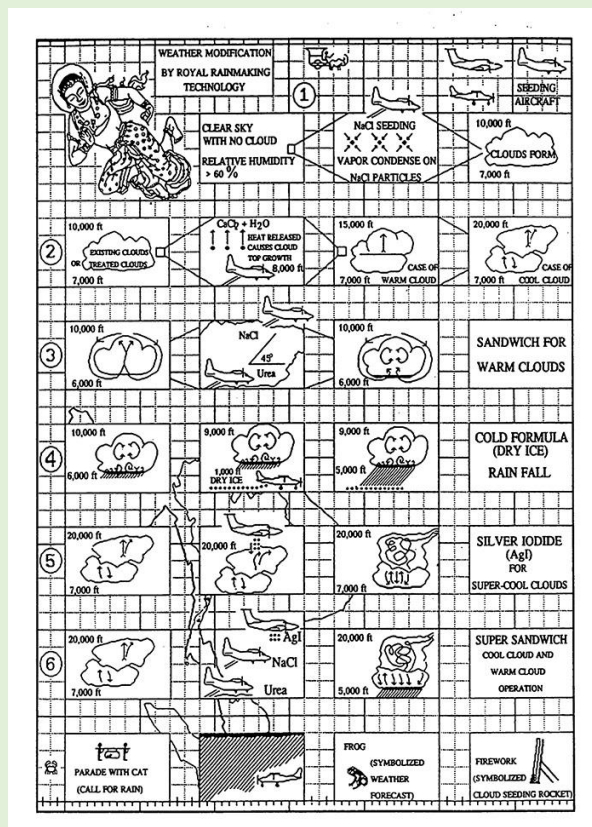 WEATHER MODIFICATION
BY ROYAL RAINMAKING
TECHNOLOGY
1
SEEDING
AIRCRAFT
CLEAR SKY
WITH NO CLOUD
RELATIVE HUMIDITY
> 60 %
NaCl SEEDING
VAPOR CONDENSE ON
NaCl PARTICLES
10,000 ft
CLOUDS FORM
7,000 ft
2
10,000 ft
EXISTING CLOUDS
OR TREATED CLOUDS
7,000 ft
CaCl2 + H2O
HEAT RELEASED
CAUSES CLOUD
TOP GROWTH
8,000 ft
15,000 ft
7,000 ft
CASE OF
WARM CLOUD
20,000 ft
7,000 ft
CASE OF
COOL CLOUD
3
10,000 ft
6,000 ft
NaCl
45°
Urea
10,000 ft
6,000 ft
SANDWICH FOR
WARM CLOUDS
4
10,000 ft
6,000 ft
9,000 ft
1,000 ft
DRY ICE
9,000 ft
5,000 ft
COLD FORMULA
(DRY ICE)
RAIN FALL
5
20,000 ft
7,000 ft
20,000 ft
20,000 ft
7,000 ft
SILVER IODIDE
(AgI)
FOR
SUPER-COOL CLOUDS
6
20,000 ft
7,000 ft
AgI
NaCl
Urea
20,000 ft
5,000 ft
SUPER SANDWICH
COOL CLOUD AND
WARM CLOUD
OPERATION
PARADE WITH CAT
(CALL FOR RAIN)
FROG
(SYMBOLIZED
WEATHER
FORECAST)
FIREWORK
(SYMBOLIZED
CLOUD SEEDING ROCKET)